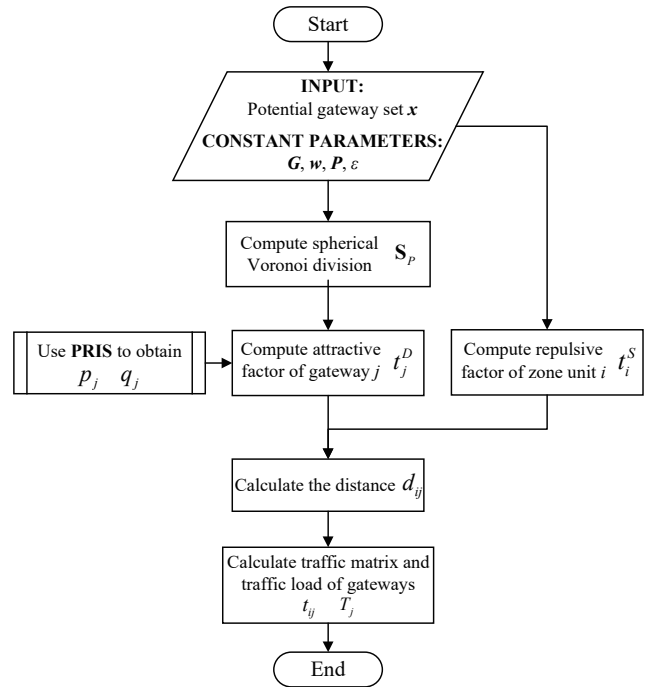 Start
INPUT:
Potential gateway set x
CONSTANT PARAMETERS:
G, w, P, ε
Compute spherical
Voronoi division S_P
Use PRIS to obtain
p_j q_j
Compute attractive
factor of gateway j t_j^D
Compute repulsive
factor of zone unit i t_i^S
Calculate the distance d_ij
Calculate traffic matrix and
traffic load of gateways
t_ij T_j
End